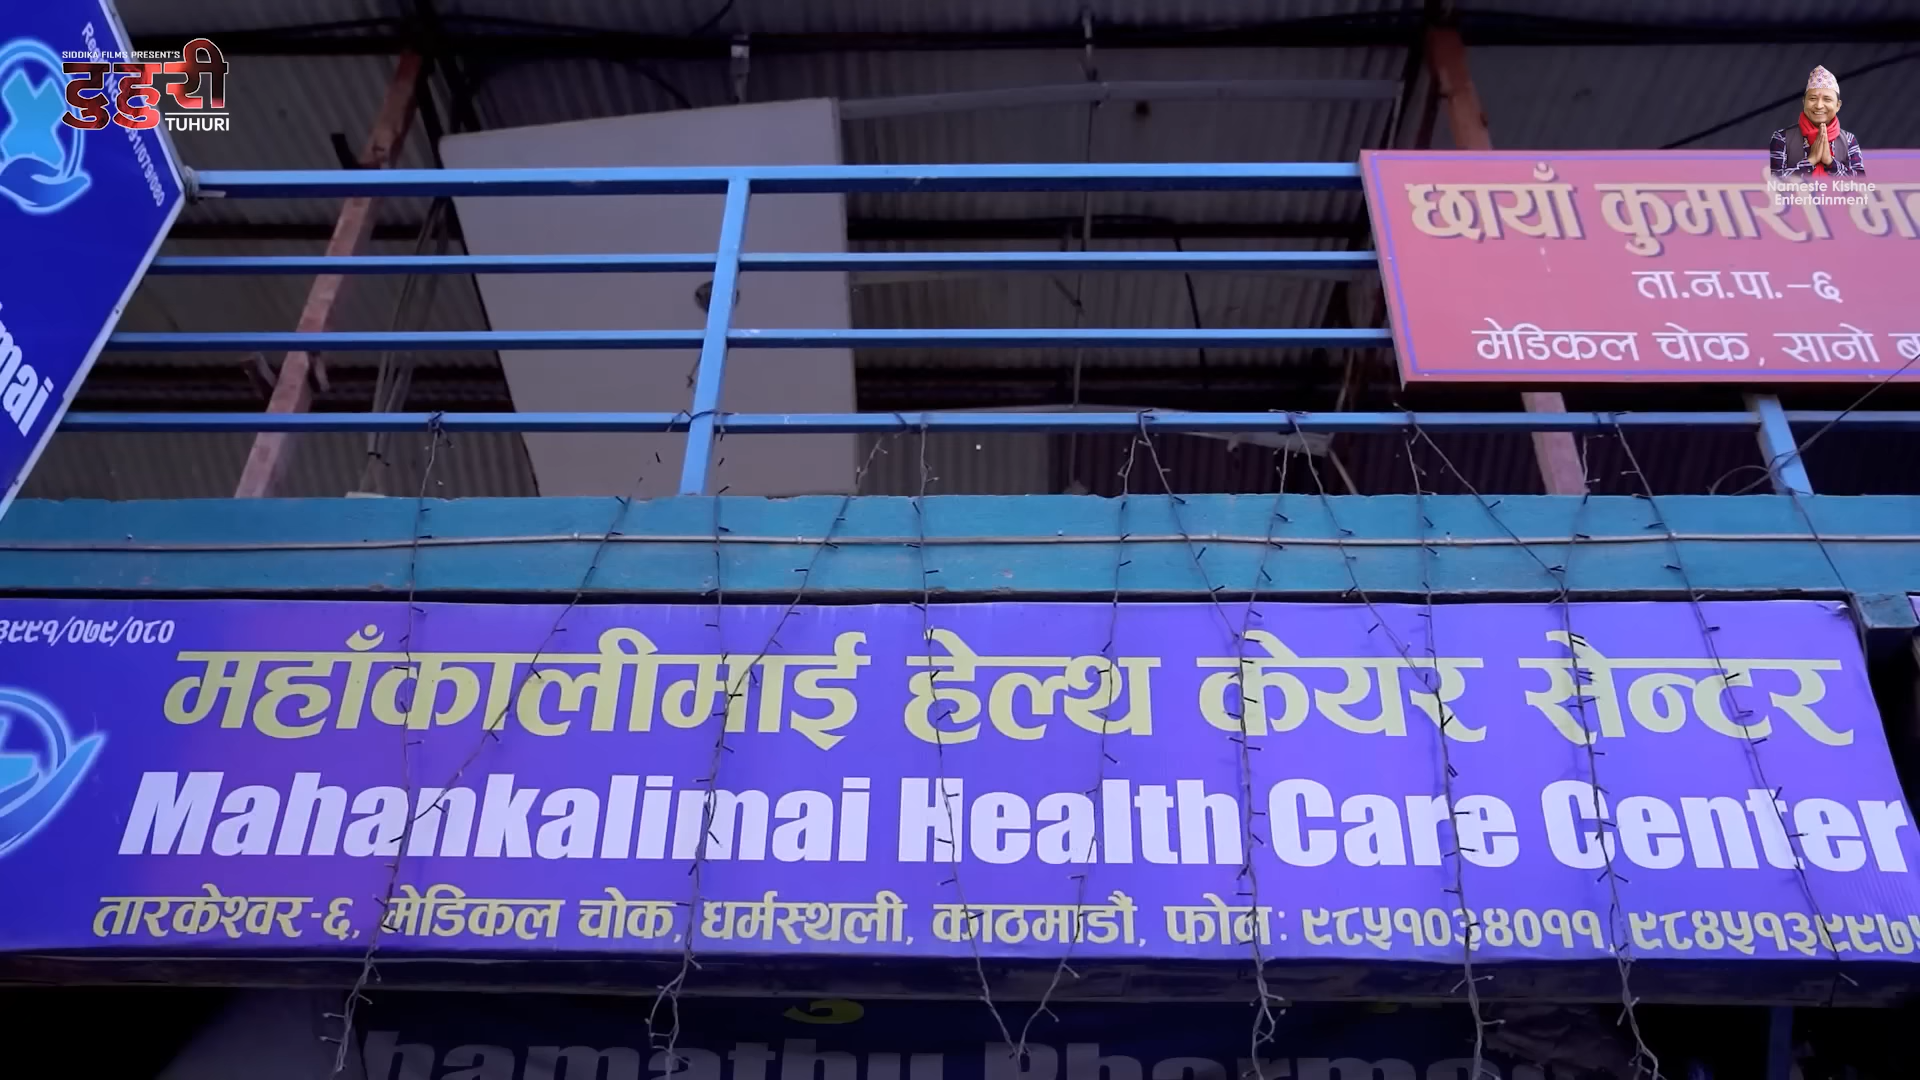 SIDDIKA FILMS PRESENT'S
टुहुरी
TUHURI
Nameste Kishne
Entertainment
छायाँ कुमारी
ता.न.पा.–६
मेडिकल चोक, सानो
mai
महाँकालीमाई हेल्थ केयर सेन्टर
Mahankalimai Health Care Center
तारकेश्वर-६, मेडिकल चोक, धर्मस्थली, काठमाडौं, फोन: ९८५१०३४०११,